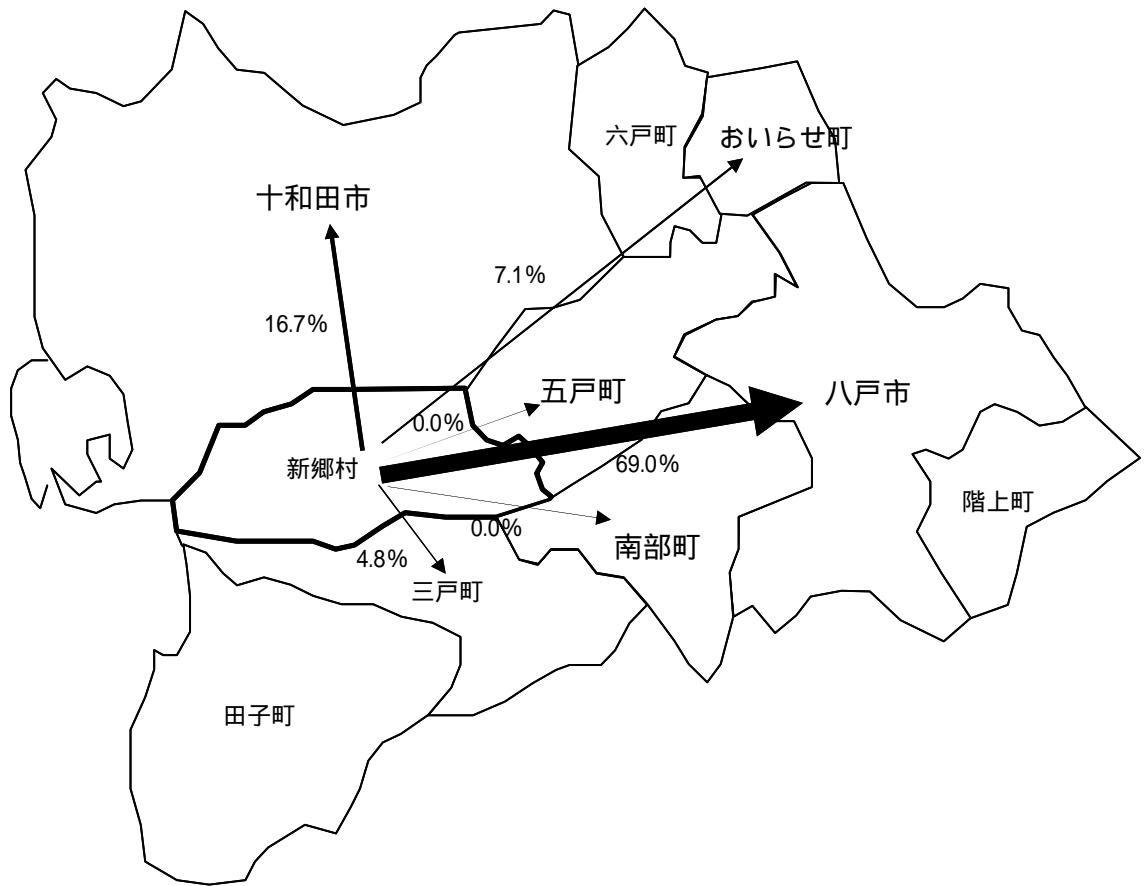 六戸町
おいらせ町
十和田市
7.1%
16.7%
五戸町
八戸市
0.0%
新郷村
69.0%
階上町
0.0%
南部町
4.8%
三戸町
田子町